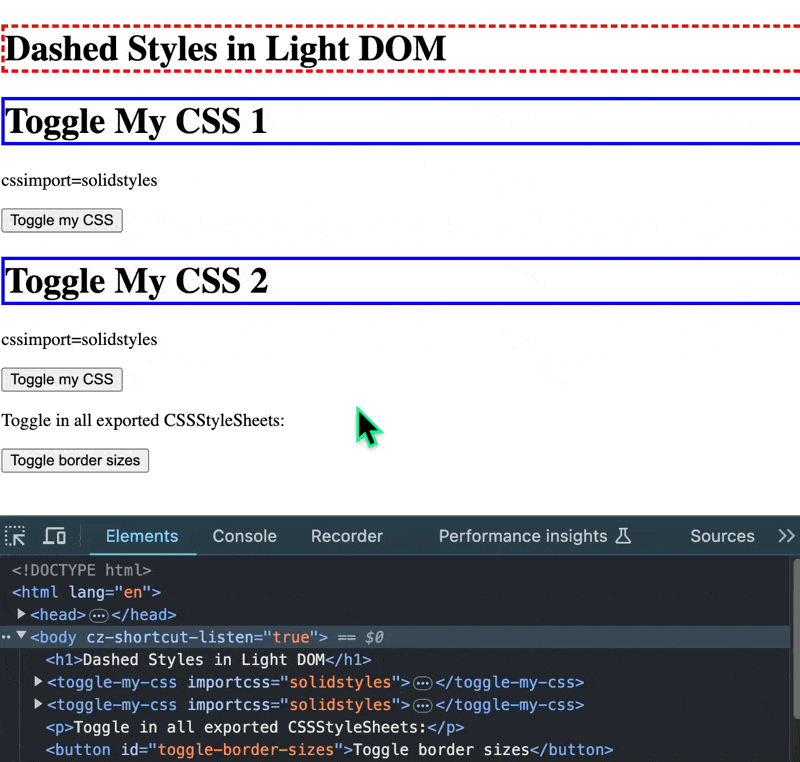 Dashed Styles in Light DOM
Toggle My CSS 1
cssimport=solidstyles
Toggle my CSS
Toggle My CSS 2
cssimport=solidstyles
Toggle my CSS
Toggle in all exported CSSStyleSheets:
Toggle border sizes
Elements Console Recorder Performance insights Sources
<!DOCTYPE html>
<html lang="en">
<head>…</head>
<body cz-shortcut-listen="true"> == $0
<h1>Dashed Styles in Light DOM</h1>
<toggle-my-css importcss="solidstyles">…</toggle-my-css>
<toggle-my-css importcss="solidstyles">…</toggle-my-css>
<p>Toggle in all exported CSSStyleSheets:</p>
<button id="toggle-border-sizes">Toggle border sizes</button>